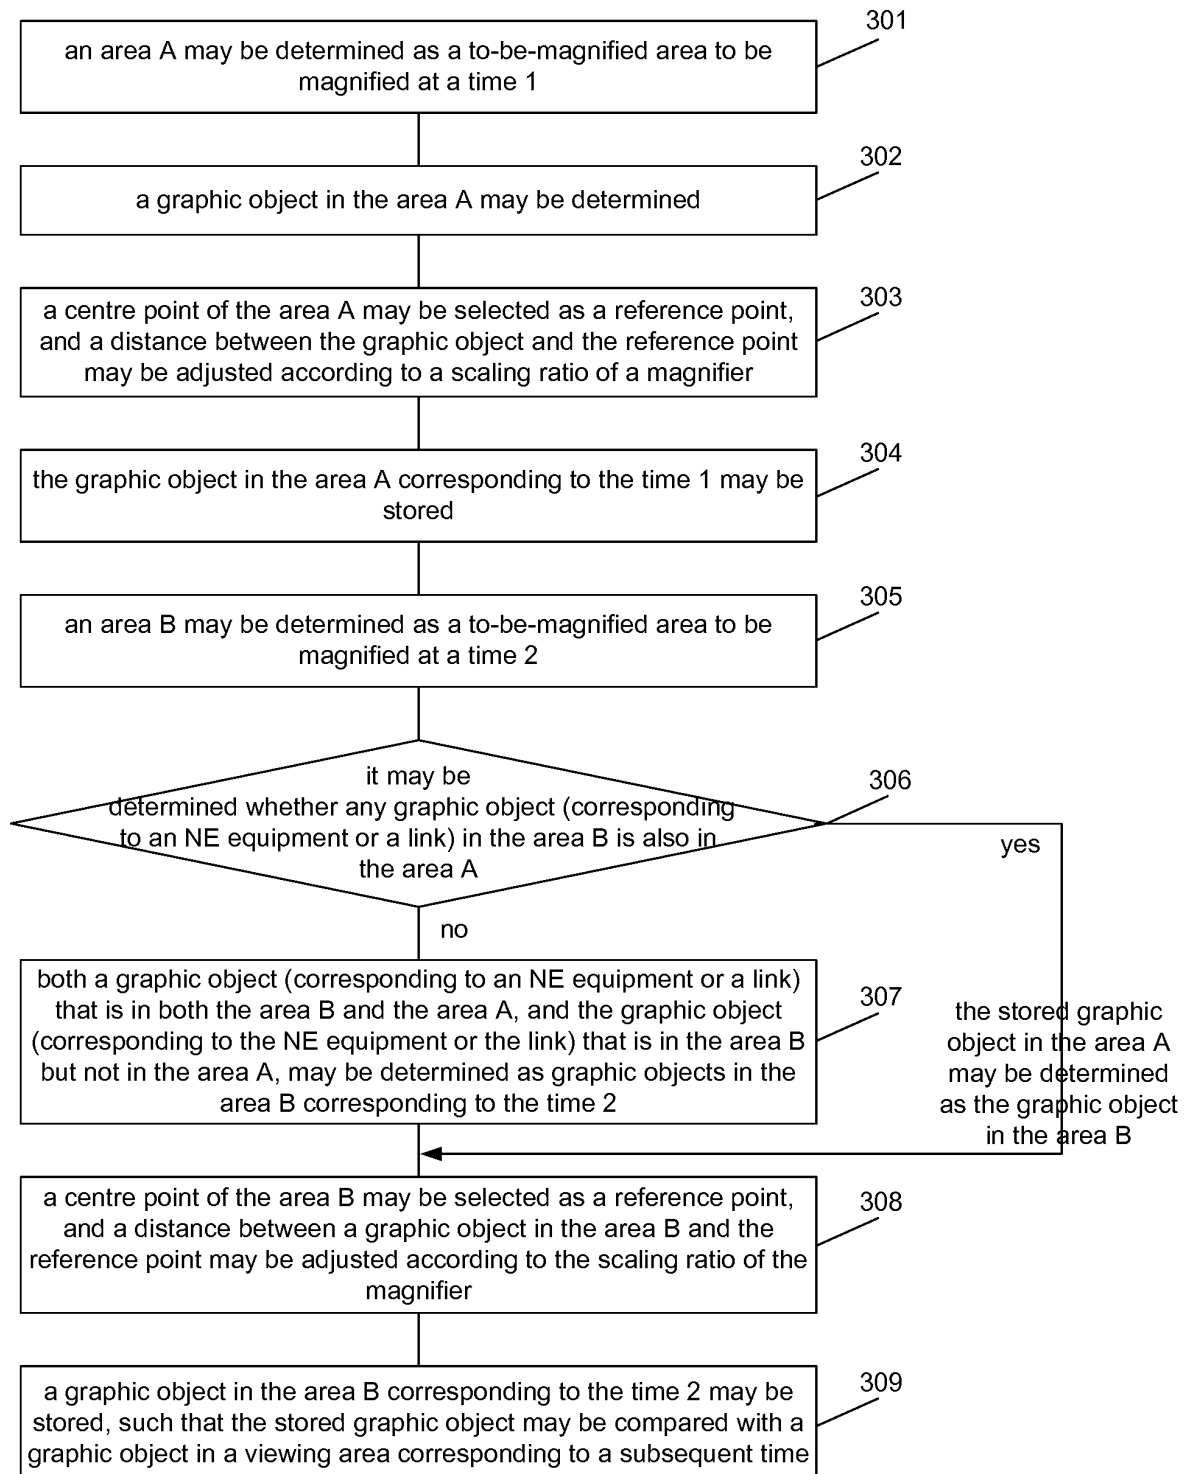 301
an area A may be determined as a to-be-magnified area to be
magnified at a time 1
302
a graphic object in the area A may be determined
303
a centre point of the area A may be selected as a reference point,
and a distance between the graphic object and the reference point
may be adjusted according to a scaling ratio of a magnifier
304
the graphic object in the area A corresponding to the time 1 may be
stored
305
an area B may be determined as a to-be-magnified area to be
magnified at a time 2
306
it may be
determined whether any graphic object (corresponding
to an NE equipment or a link) in the area B is also in
the area A
yes
no
307
both a graphic object (corresponding to an NE equipment or a link)
that is in both the area B and the area A, and the graphic object
(corresponding to the NE equipment or the link) that is in the area B
but not in the area A, may be determined as graphic objects in the
area B corresponding to the time 2
the stored graphic
object in the area A
may be determined
as the graphic object
in the area B
308
a centre point of the area B may be selected as a reference point,
and a distance between a graphic object in the area B and the
reference point may be adjusted according to the scaling ratio of the
magnifier
309
a graphic object in the area B corresponding to the time 2 may be
stored, such that the stored graphic object may be compared with a
graphic object in a viewing area corresponding to a subsequent time